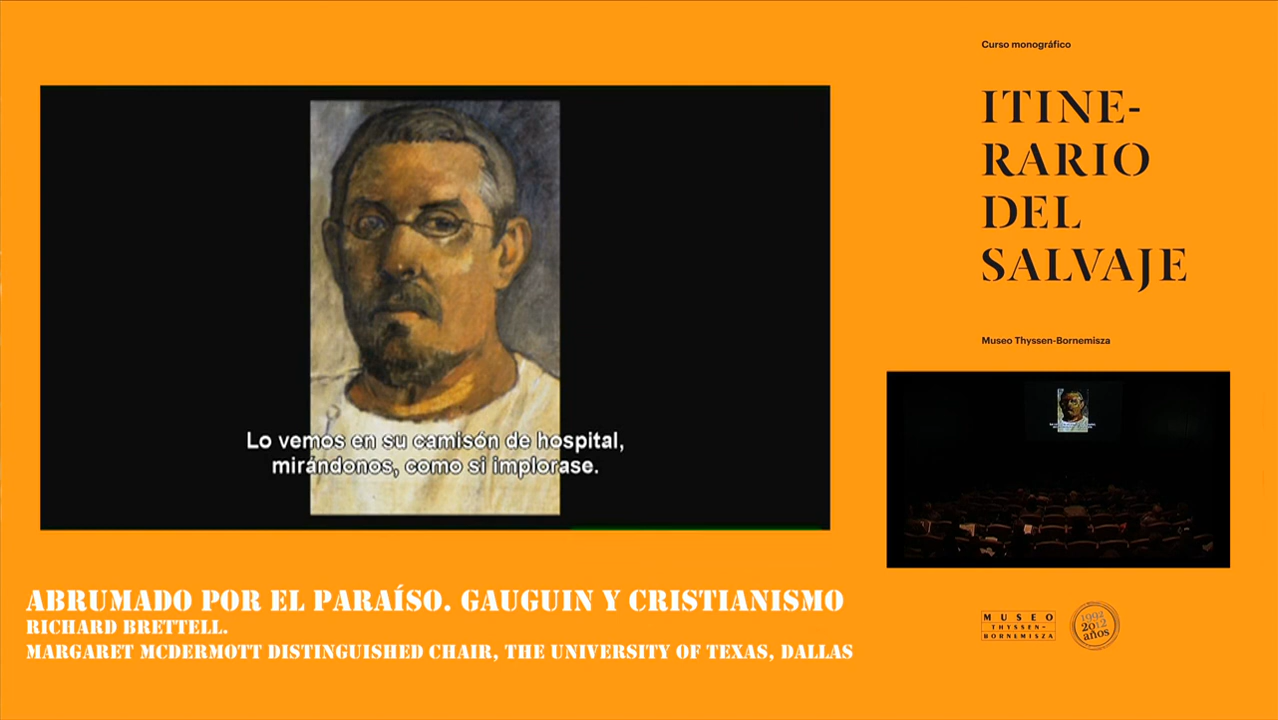 Curso monográfico
ITINE-
RARIO
DEL
SALVAJE
Museo Thyssen-Bornemisza
Lo vemos en su camisón de hospital,
mirándonos, como si implorase.
ABRUMADO POR EL PARAÍSO. GAUGUIN Y CRISTIANISMO
RICHARD BRETTELL.
MARGARET MCDERMOTT DISTINGUISHED CHAIR, THE UNIVERSITY OF TEXAS, DALLAS
MUSEO
THYSSEN-
BORNEMISZA
1992
2012
años